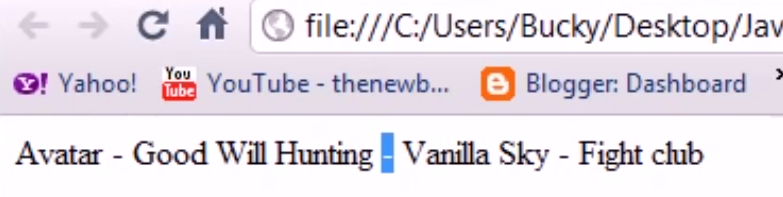 file:///C:/Users/Bucky/Desktop/Jav
Y! Yahoo! You Tube YouTube - thenewb... Blogger: Dashboard
Avatar - Good Will Hunting - Vanilla Sky - Fight club